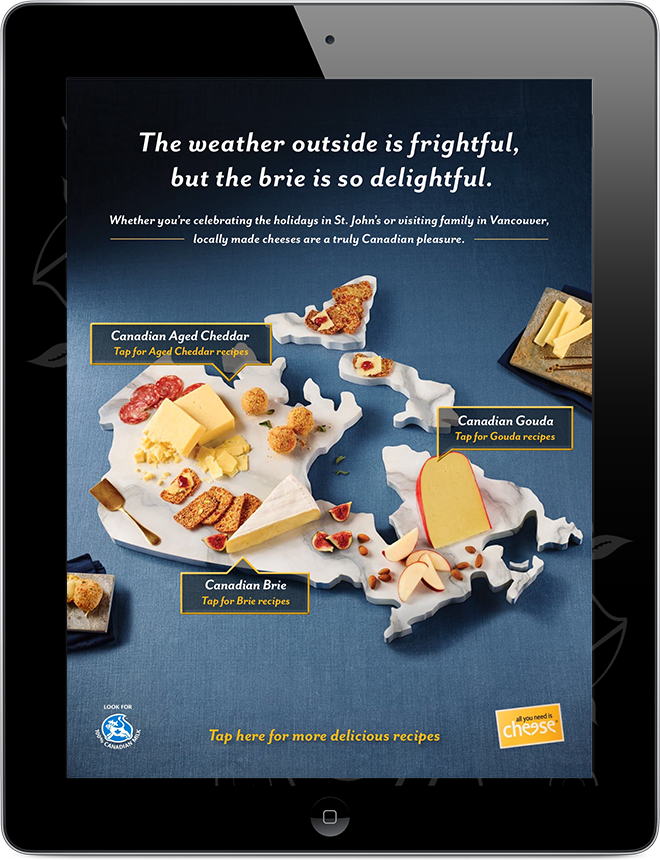 The weather outside is frightful,
but the brie is so delightful.
Whether you're celebrating the holidays in St. John's or visiting family in Vancouver,
locally made cheeses are a truly Canadian pleasure.
Canadian Aged Cheddar
Tap for Aged Cheddar recipes
Canadian Gouda
Tap for Gouda recipes
Canadian Brie
Tap for Brie recipes
LOOK FOR
100% CANADIAN MILK
Tap here for more delicious recipes
all you need is
cheese